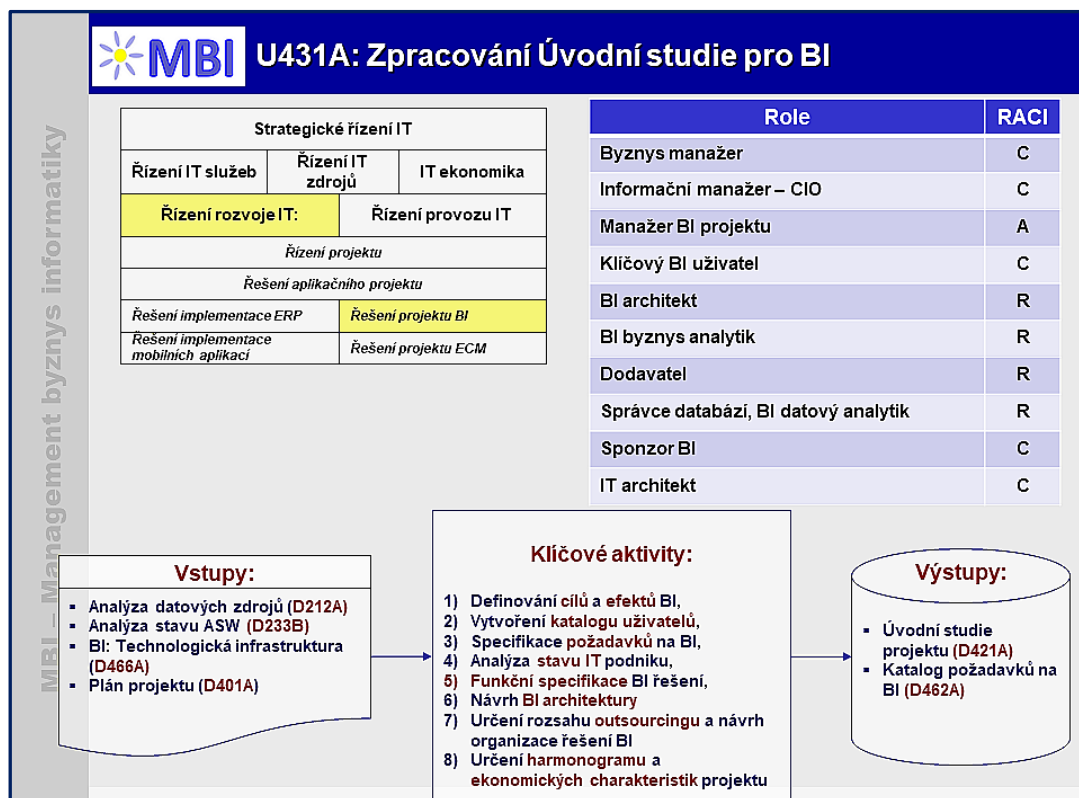 MBI
U431A: Zpracování Úvodní studie pro BI
MBI – Management byznys informatiky
Strategické řízení IT
Řízení IT služeb
Řízení IT
zdrojů
IT ekonomika
Řízení rozvoje IT:
Řízení provozu IT
Řízení projektu
Řešení aplikačního projektu
Řešení implementace ERP
Řešení projektu BI
Řešení implementace
mobilních aplikací
Řešení projektu ECM
Role RACI
Byznys manažer C
Informační manažer – CIO C
Manažer BI projektu A
Klíčový BI uživatel C
BI architekt R
BI byznys analytik R
Dodavatel R
Správce databází, BI datový analytik R
Sponzor BI C
IT architekt C
Vstupy:
▪ Analýza datových zdrojů (D212A)
▪ Analýza stavu ASW (D233B)
▪ BI: Technologická infrastruktura
(D466A)
▪ Plán projektu (D401A)
Klíčové aktivity:
1) Definování cílů a efektů BI,
2) Vytvoření katalogu uživatelů,
3) Specifikace požadavků na BI,
4) Analýza stavu IT podniku,
5) Funkční specifikace BI řešení,
6) Návrh BI architektury
7) Určení rozsahu outsourcingu a návrh
organizace řešení BI
8) Určení harmonogramu a
ekonomických charakteristik projektu
Výstupy:
▪ Úvodní studie
projektu (D421A)
▪ Katalog požadavků na
BI (D462A)